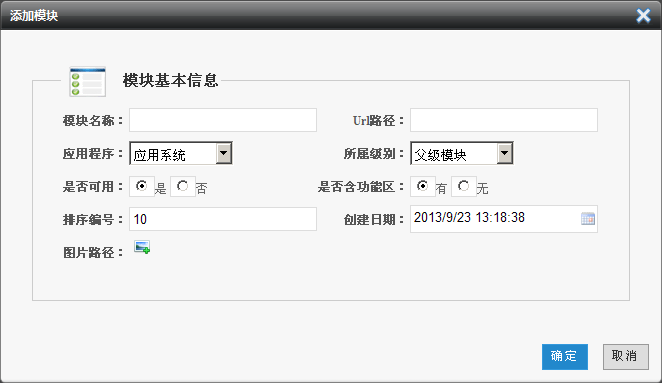 添加模块
模块基本信息
模块名称： Url路径：
应用程序： 应用系统 所属级别： 父级模块
是否可用： 是 否 是否含功能区： 有 无
排序编号： 10 创建日期： 2013/9/23 13:18:38
图片路径：
确定 取消